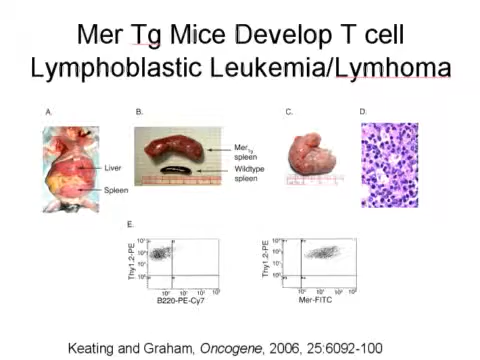 Mer Tg Mice Develop T cell
Lymphoblastic Leukemia/Lymhoma
A. B. C. D.
Liver
Spleen
MerTg
spleen
Wildtype
spleen
E.
Thy1.2-PE
B220-PE-Cy7
Thy1.2-PE
Mer-FITC
Keating and Graham, Oncogene, 2006, 25:6092-100